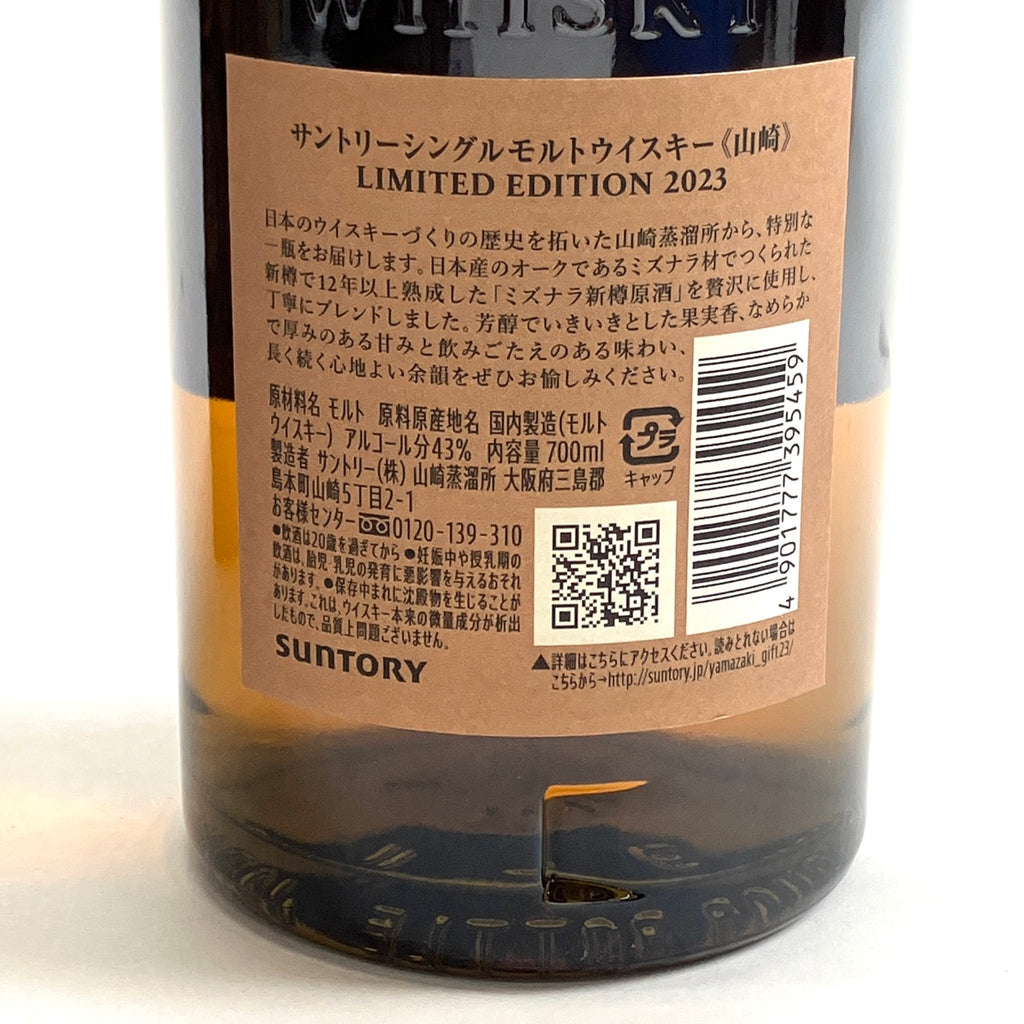 WHISKY
サントリーシングルモルトウイスキー《山崎》
LIMITED EDITION 2023
日本のウイスキーづくりの歴史を拓いた山崎蒸溜所から、特別な
一瓶をお届けします。日本産のオークであるミズナラ材でつくられた
新樽で12年以上熟成した「ミズナラ新樽原酒」を贅沢に使用し、
丁寧にブレンドしました。芳醇でいきいきとした果実香、なめらか
で厚みのある甘みと飲みごたえのある味わい、
長く続く心地よい余韻をぜひお愉しみください。
原材料名 モルト 原料原産地名 国内製造(モルト
ウイスキー) アルコール分43% 内容量 700ml
製造者 サントリー(株) 山崎蒸溜所 大阪府三島郡
島本町山崎5丁目2-1
お客様センター 0120-139-310
●飲酒は20歳を過ぎてから ●妊娠中や授乳期の
飲酒は、胎児・乳児の発育に悪影響を与えるおそれ
があります。●保存中まれに沈殿物を生じることが
あります。これは、ウイスキー本来の微量成分が析出
したもので、品質上問題ございません。
SUNTORY
プラ
キャップ
4 901777 395459
▲詳細はこちらにアクセスください。読みとれない場合は
こちらから→http://suntory.jp/yamazaki_gift23/